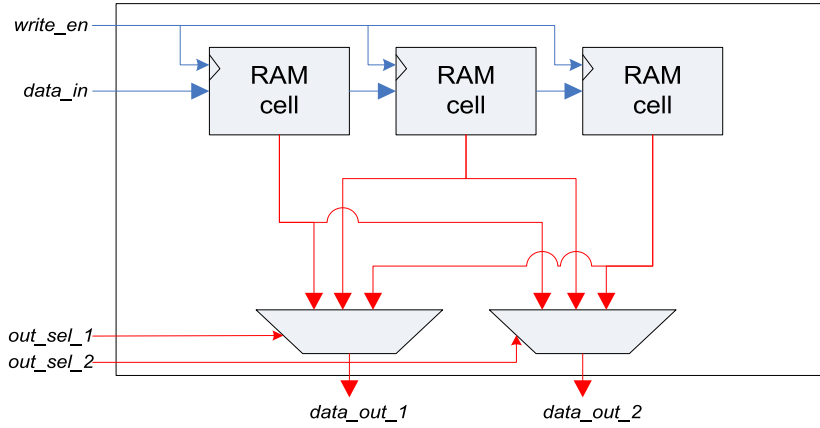 write_en
data_in
RAM
cell
RAM
cell
RAM
cell
out_sel_1
out_sel_2
data_out_1
data_out_2